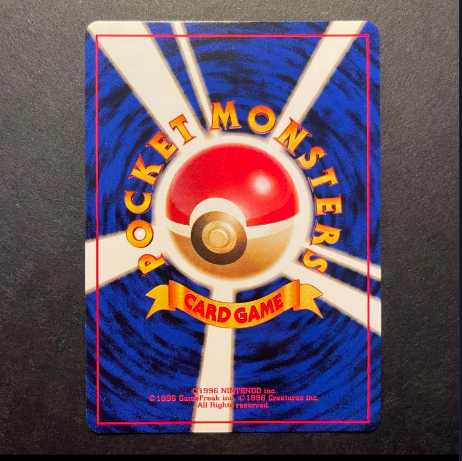 POCKET MONSTERS
CARD GAME
©1996 NINTENDO inc.
©1996 GameFreak inc. ©1996 Creatures inc.
All Rights reserved.